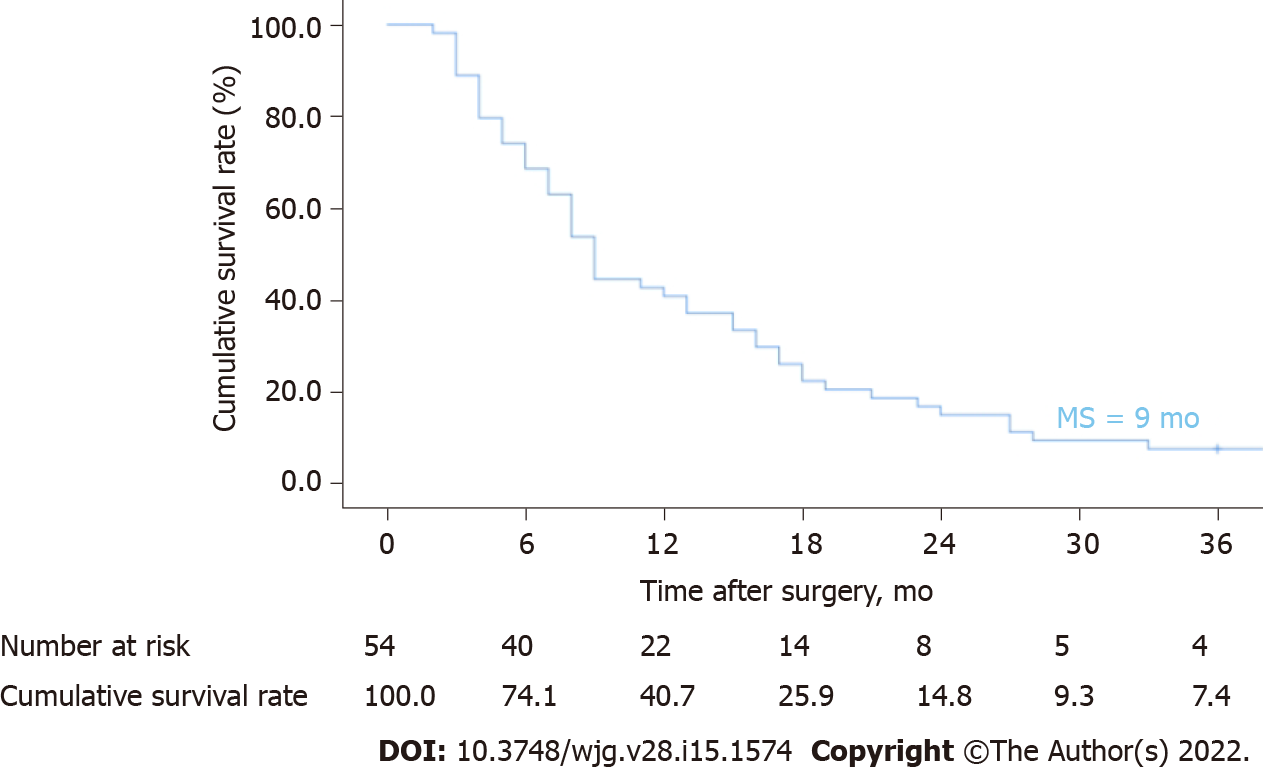 100.0
80.0
60.0
40.0
20.0
0.0
Cumulative survival rate (%)
MS = 9 mo
0 6 12 18 24 30 36
Time after surgery, mo
Number at risk 54 40 22 14 8 5 4
Cumulative survival rate 100.0 74.1 40.7 25.9 14.8 9.3 7.4
DOI: 10.3748/wjg.v28.i15.1574 Copyright ©The Author(s) 2022.